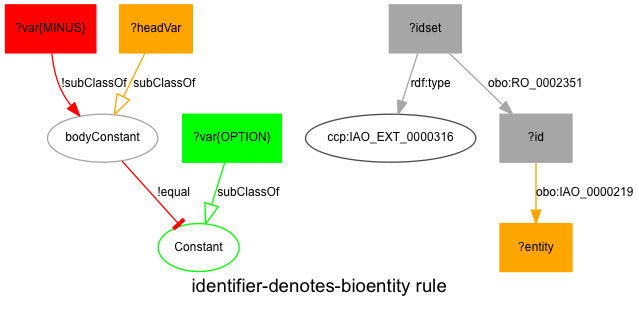 ?var{MINUS}
?headVar
?idset
!subClassOf
subClassOf
rdf:type
obo:RO_0002351
bodyConstant
?var{OPTION}
ccp:IAO_EXT_0000316
?id
!equal
subClassOf
obo:IAO_0000219
Constant
?entity
identifier-denotes-bioentity rule